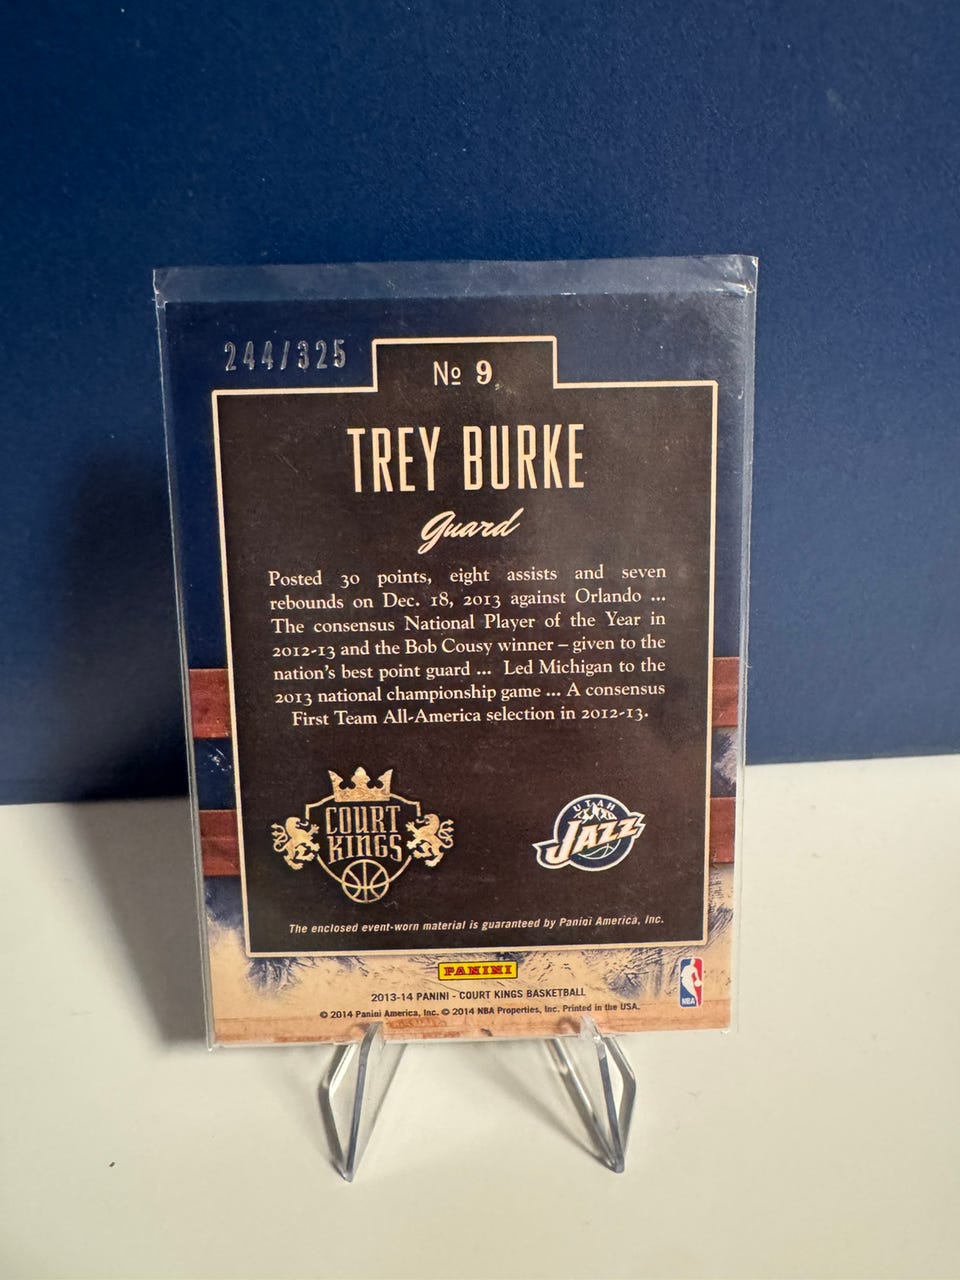 244/325
№ 9
TREY BURKE
Guard
Posted 30 points, eight assists and seven
rebounds on Dec. 18, 2013 against Orlando ...
The consensus National Player of the Year in
2012-13 and the Bob Cousy winner – given to the
nation's best point guard ... Led Michigan to the
2013 national championship game ... A consensus
First Team All-America selection in 2012-13.
COURT
KINGS
UTAH
JAZZ
The enclosed event-worn material is guaranteed by Panini America, Inc.
PANINI
2013-14 PANINI - COURT KINGS BASKETBALL
© 2014 Panini America, Inc. © 2014 NBA Properties, Inc. Printed in the USA.
NBA